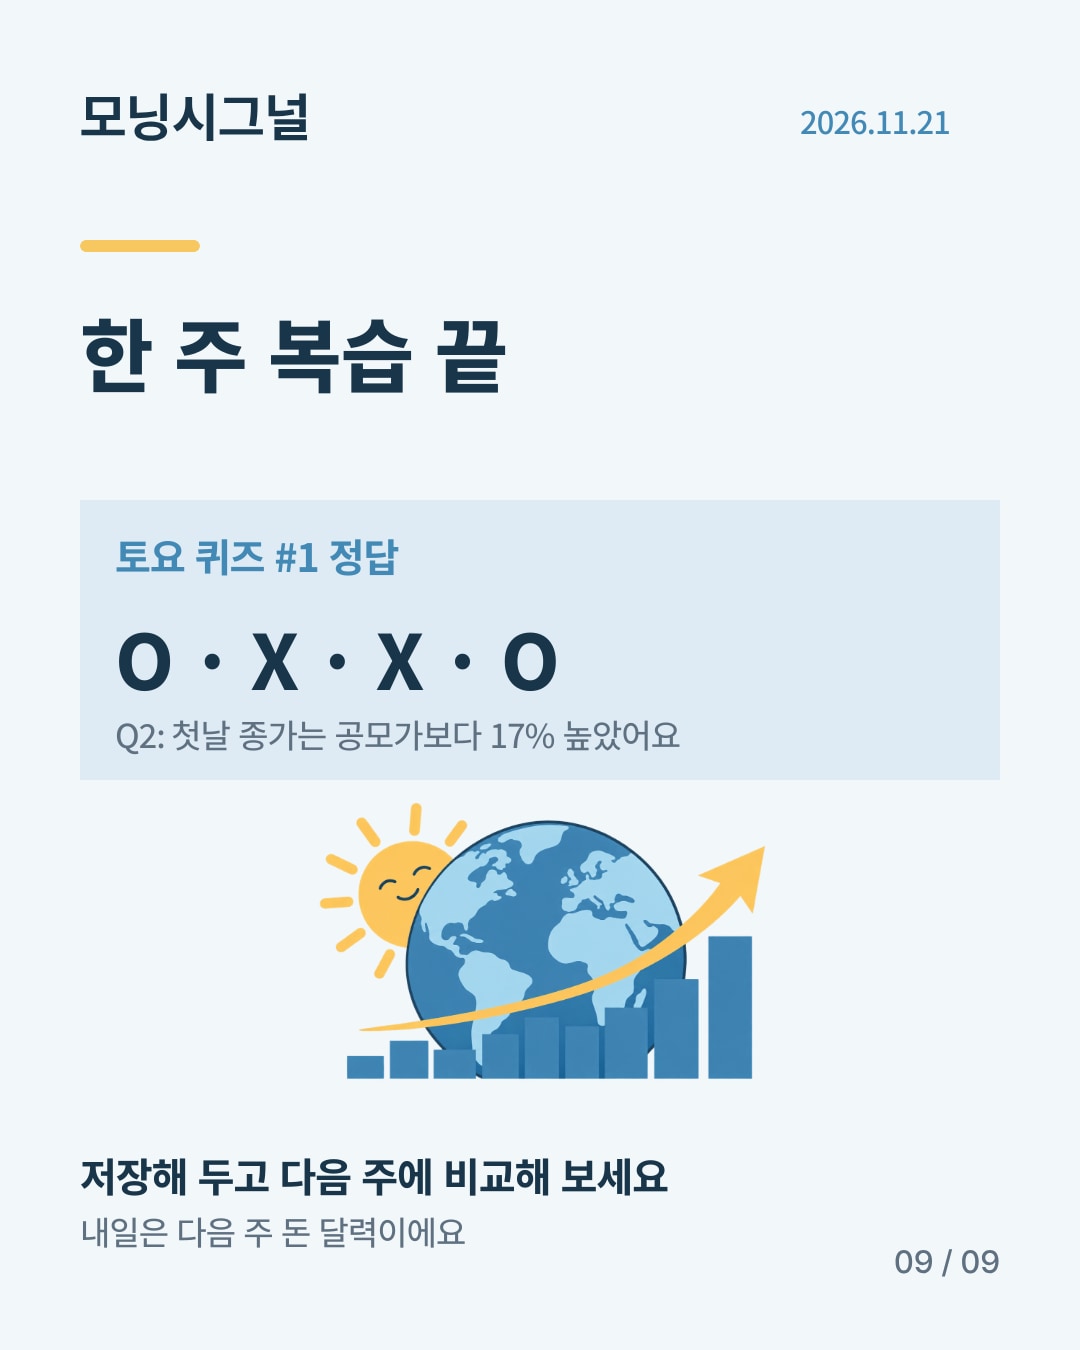 모닝시그널
2026.11.21
한 주 복습 끝
토요 퀴즈 #1 정답
O · X · X · O
Q2: 첫날 종가는 공모가보다 17% 높았어요
저장해 두고 다음 주에 비교해 보세요
내일은 다음 주 돈 달력이에요
09 / 09